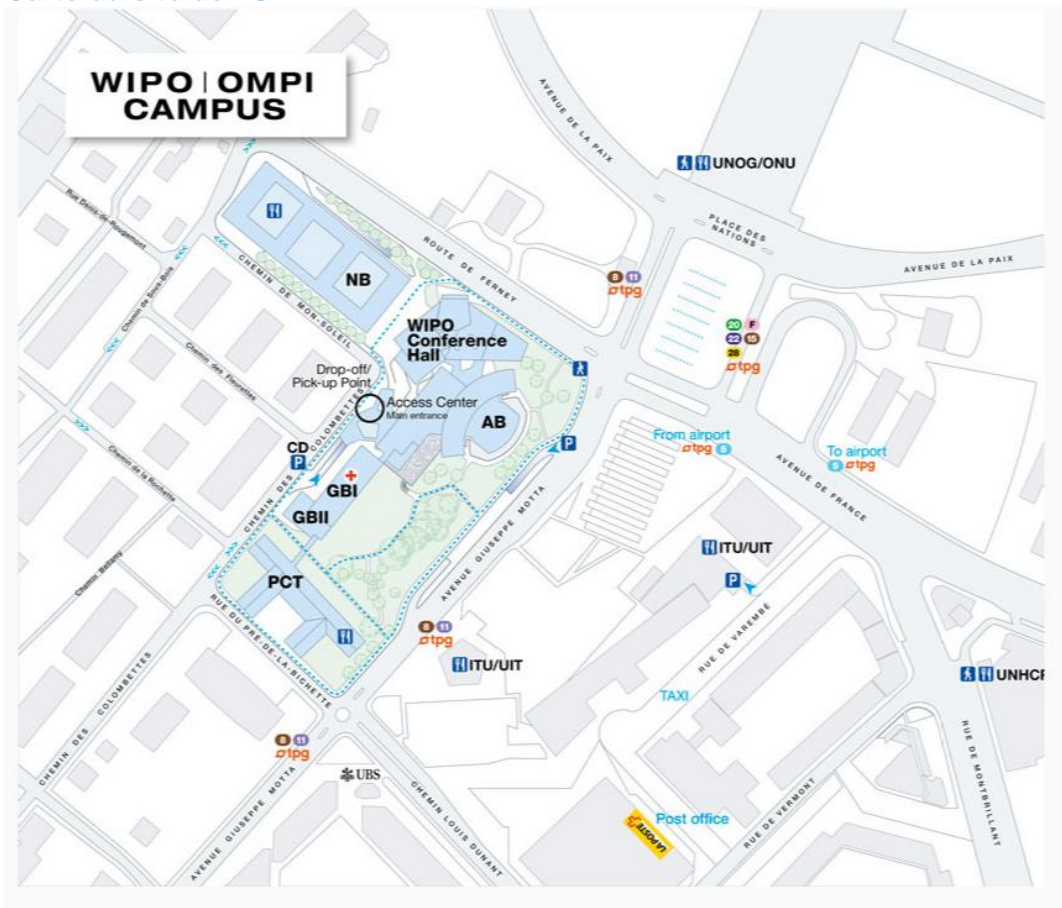 WIPO | OMPI
CAMPUS
AVENUE DE LA PAIX
UNOG/ONU
PLACE DES
NATIONS
AVENUE DE LA PAIX
Rue Denis-de-Rougemont
ROUTE DE FERNEY
NB
CHEMIN DE MON-SOLEIL
Chemin de Sous-Bois
8 11
tpg
WIPO
Conference
Hall
20 F
22 15
28
tpg
Chemin des Fleurettes
Drop-off/
Pick-up Point
Access Center
Main entrance
AB
CHEMIN DES COLOMBETTES
CD
P
P
From airport
tpg 5
To airport
5 tpg
AVENUE DE FRANCE
Chemin de la Rochette
GBI
GBII
AVENUE GIUSEPPE MOTTA
ITU/UIT
P
PCT
Chemin Bellamy
RUE DU PRÉ-DE-LA-BICHETTE
8 11
tpg
ITU/UIT
RUE DE VAREMBÉ
UNHCR
TAXI
CHEMIN DES COLOMBETTES
8 11
tpg
UBS
AVENUE GIUSEPPE MOTTA
CHEMIN LOUIS DUNANT
Post office
LA POSTE
RUE DE VERMONT
RUE DE MONTBRILLANT